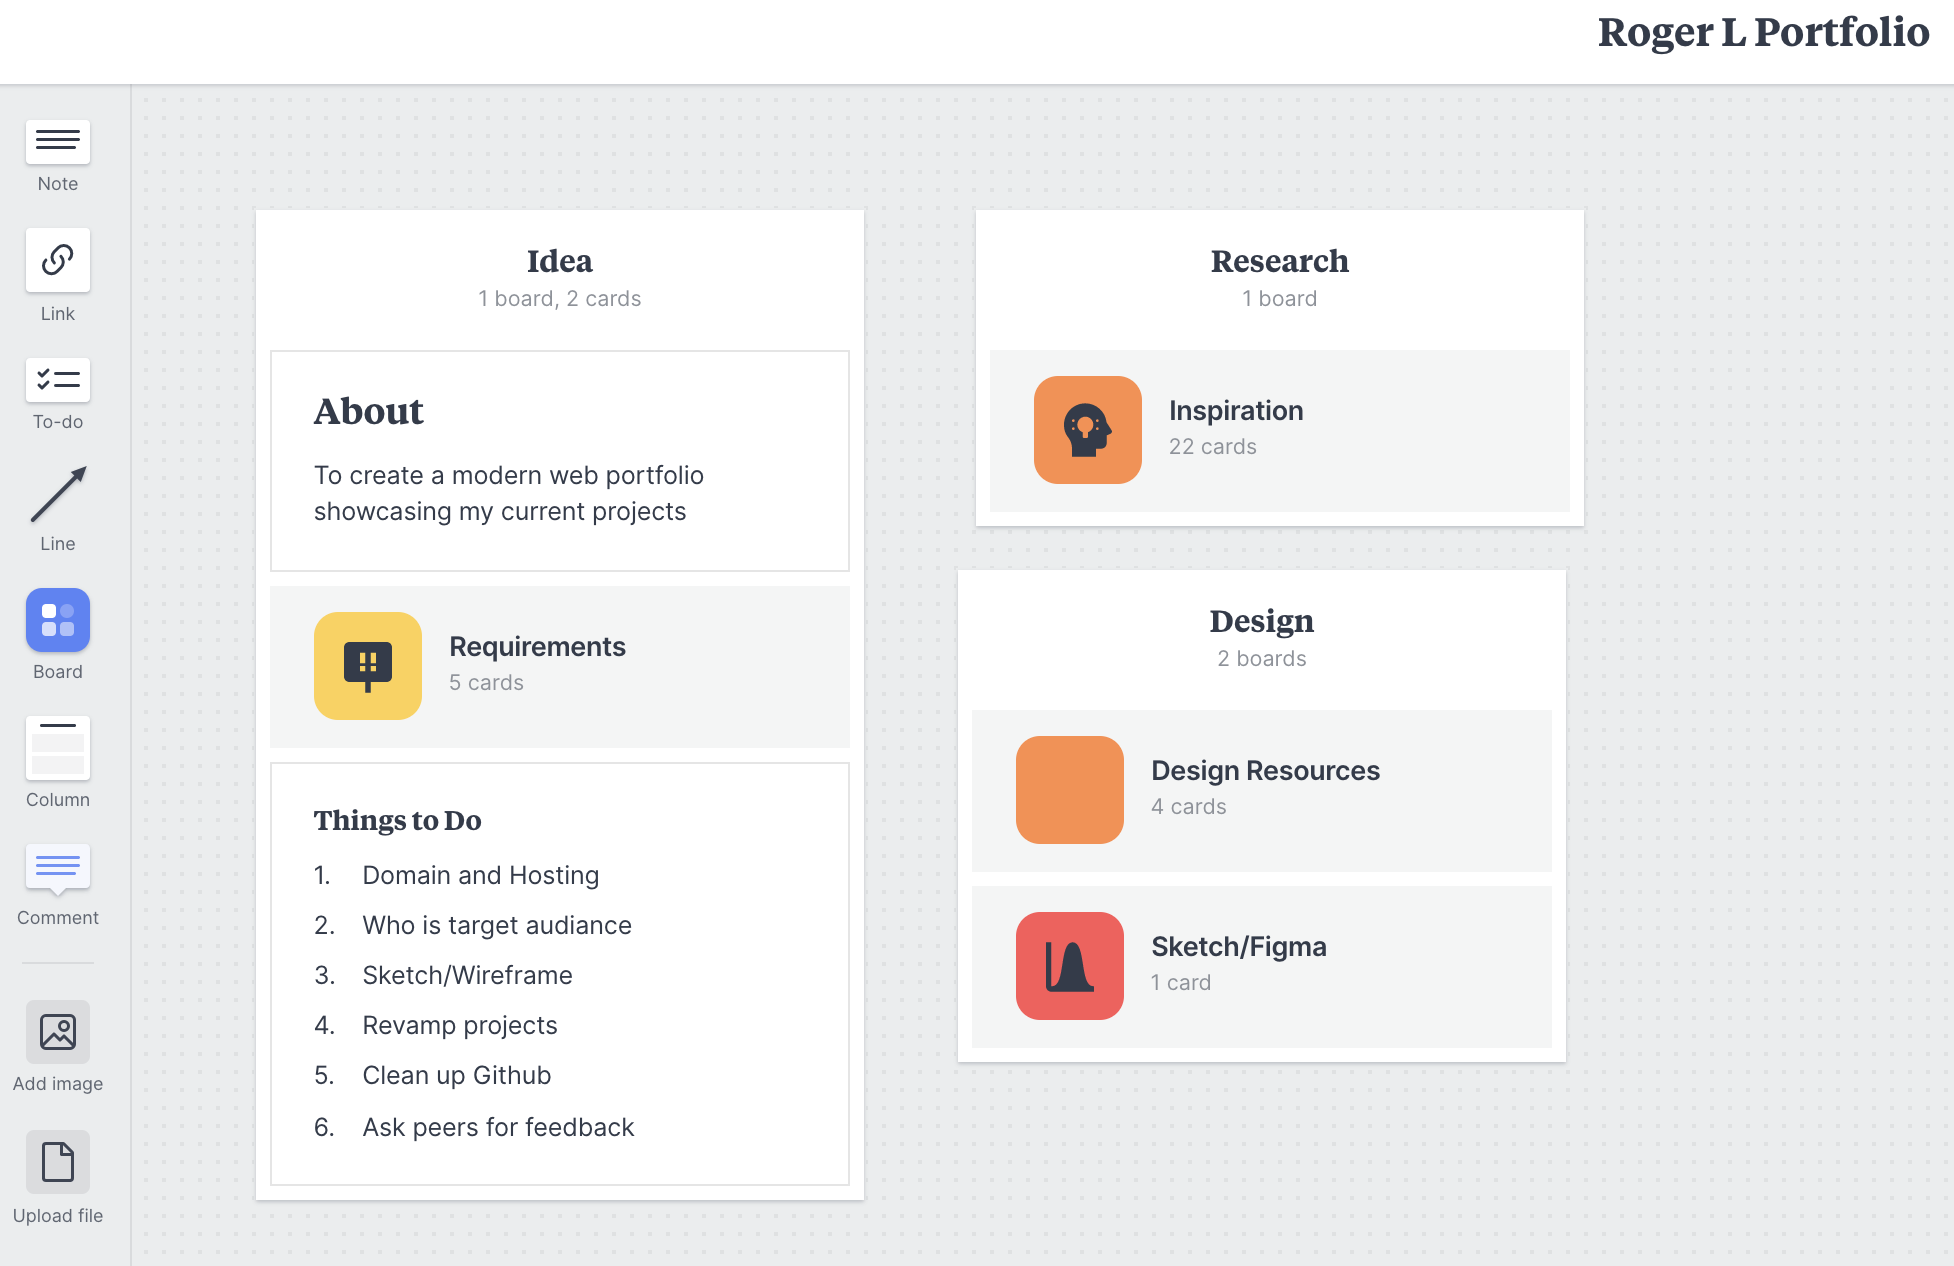 Roger L Portfolio
Note
Link
To-do
Line
Board
Column
Comment
Add image
Upload file
Idea
1 board, 2 cards
About
To create a modern web portfolio
showcasing my current projects
Requirements
5 cards
Things to Do
1. Domain and Hosting
2. Who is target audiance
3. Sketch/Wireframe
4. Revamp projects
5. Clean up Github
6. Ask peers for feedback
Research
1 board
Inspiration
22 cards
Design
2 boards
Design Resources
4 cards
Sketch/Figma
1 card